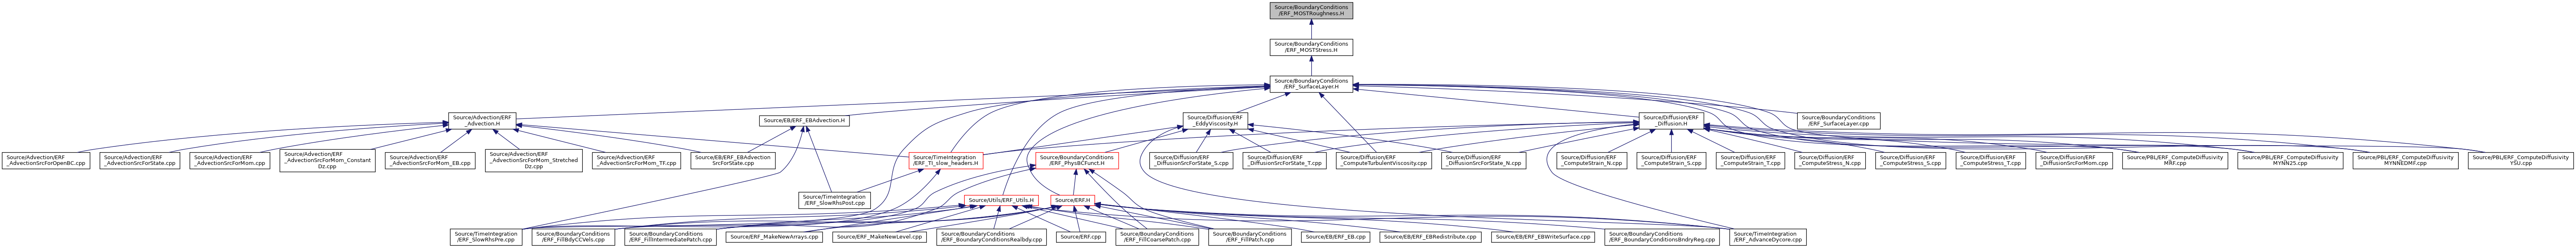 Source/BoundaryConditions
/ERF_MOSTRoughness.H
Source/BoundaryConditions
/ERF_MOSTStress.H
Source/BoundaryConditions
/ERF_SurfaceLayer.H
Source/Advection/ERF
_Advection.H
Source/EB/ERF_EBAdvection.H
Source/Diffusion/ERF
_EddyViscosity.H
Source/Diffusion/ERF
_Diffusion.H
Source/BoundaryConditions
/ERF_SurfaceLayer.cpp
Source/Advection/ERF
_AdvectionSrcForOpenBC.cpp
Source/Advection/ERF
_AdvectionSrcForState.cpp
Source/Advection/ERF
_AdvectionSrcForMom.cpp
Source/Advection/ERF
_AdvectionSrcForMom_Constant
Dz.cpp
Source/Advection/ERF
_AdvectionSrcForMom_EB.cpp
Source/Advection/ERF
_AdvectionSrcForMom_Stretched
Dz.cpp
Source/Advection/ERF
_AdvectionSrcForMom_TF.cpp
Source/EB/ERF_EBAdvection
SrcForState.cpp
Source/TimeIntegration
/ERF_TI_slow_headers.H
Source/BoundaryConditions
/ERF_PhysBCFunct.H
Source/Diffusion/ERF
_DiffusionSrcForState_S.cpp
Source/Diffusion/ERF
_DiffusionSrcForState_T.cpp
Source/Diffusion/ERF
_ComputeTurbulentViscosity.cpp
Source/Diffusion/ERF
_DiffusionSrcForState_N.cpp
Source/Diffusion/ERF
_ComputeStrain_N.cpp
Source/Diffusion/ERF
_ComputeStrain_S.cpp
Source/Diffusion/ERF
_ComputeStrain_T.cpp
Source/Diffusion/ERF
_ComputeStress_N.cpp
Source/Diffusion/ERF
_ComputeStress_S.cpp
Source/Diffusion/ERF
_ComputeStress_T.cpp
Source/Diffusion/ERF
_DiffusionSrcForMom.cpp
Source/PBL/ERF_ComputeDiffusivity
MRF.cpp
Source/PBL/ERF_ComputeDiffusivity
MYNN25.cpp
Source/PBL/ERF_ComputeDiffusivity
MYNNEDMF.cpp
Source/PBL/ERF_ComputeDiffusivity
YSU.cpp
Source/TimeIntegration
/ERF_SlowRhsPost.cpp
Source/Utils/ERF_Utils.H
Source/ERF.H
Source/TimeIntegration
/ERF_SlowRhsPre.cpp
Source/BoundaryConditions
/ERF_FillBdyCCVels.cpp
Source/BoundaryConditions
/ERF_FillIntermediatePatch.cpp
Source/ERF_MakeNewArrays.cpp
Source/ERF_MakeNewLevel.cpp
Source/BoundaryConditions
/ERF_BoundaryConditionsRealbdy.cpp
Source/ERF.cpp
Source/BoundaryConditions
/ERF_FillCoarsePatch.cpp
Source/BoundaryConditions
/ERF_FillPatch.cpp
Source/EB/ERF_EB.cpp
Source/EB/ERF_EBRedistribute.cpp
Source/EB/ERF_EBWriteSurface.cpp
Source/BoundaryConditions
/ERF_BoundaryConditionsBndryReg.cpp
Source/TimeIntegration
/ERF_AdvanceDycore.cpp